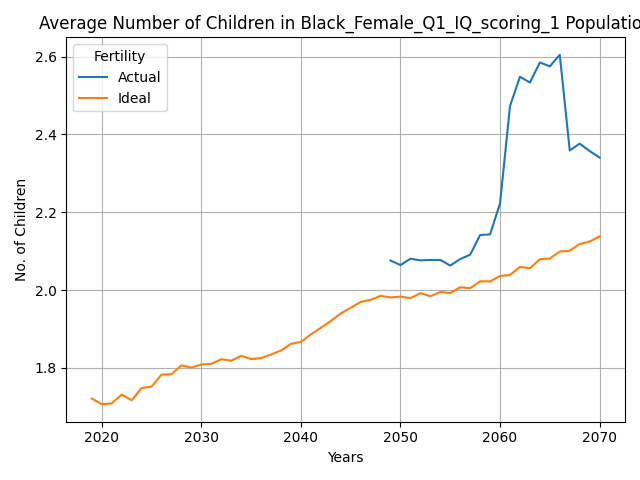 Average Number of Children in Black_Female_Q1_IQ_scoring_1 Populatio
Fertility
Actual
Ideal
No. of Children
2.6
2.4
2.2
2.0
1.8
2020 2030 2040 2050 2060 2070
Years